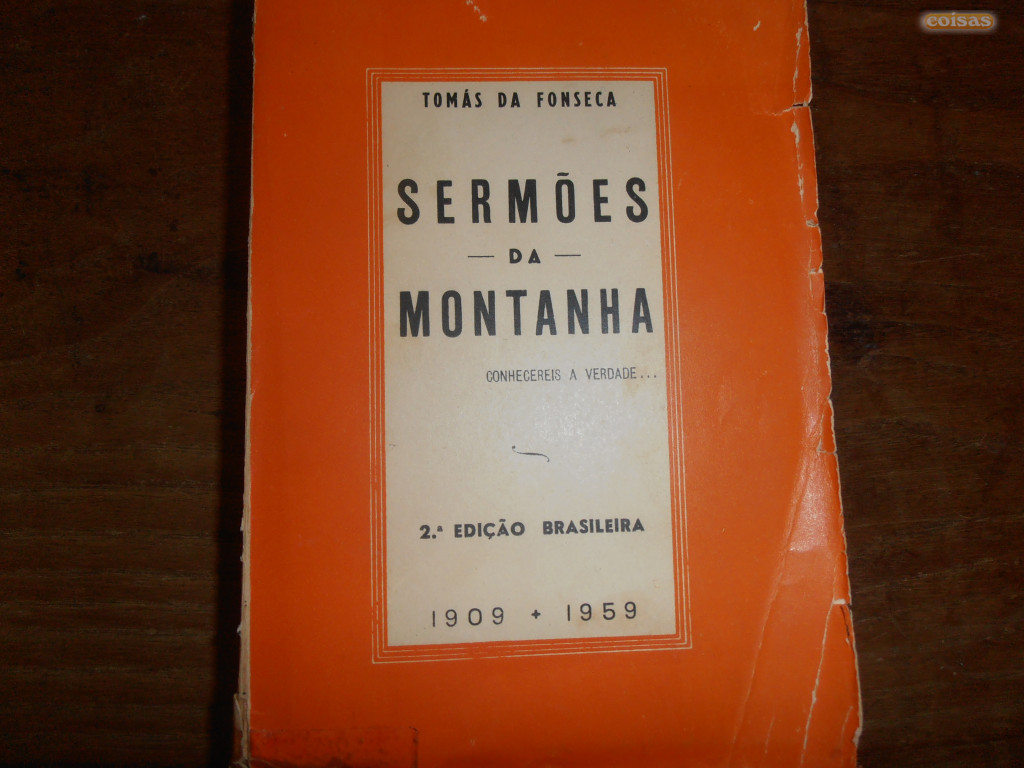 coisas
TOMÁS DA FONSECA
SERMÕES
— DA —
MONTANHA
CONHECEREIS A VERDADE...
2.ª EDIÇÃO BRASILEIRA
1909 + 1959